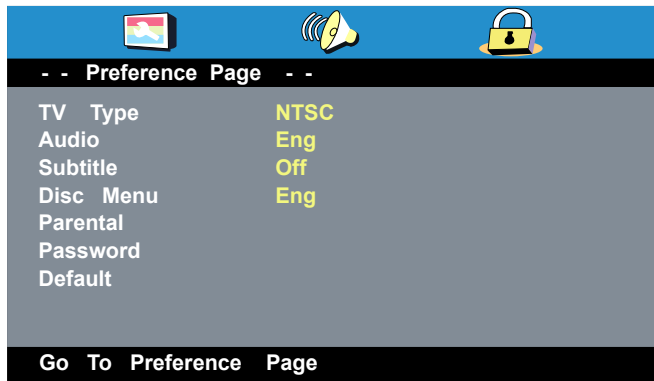 - - Preference Page - -
TV Type NTSC
Audio Eng
Subtitle Off
Disc Menu Eng
Parental
Password
Default
Go To Preference Page